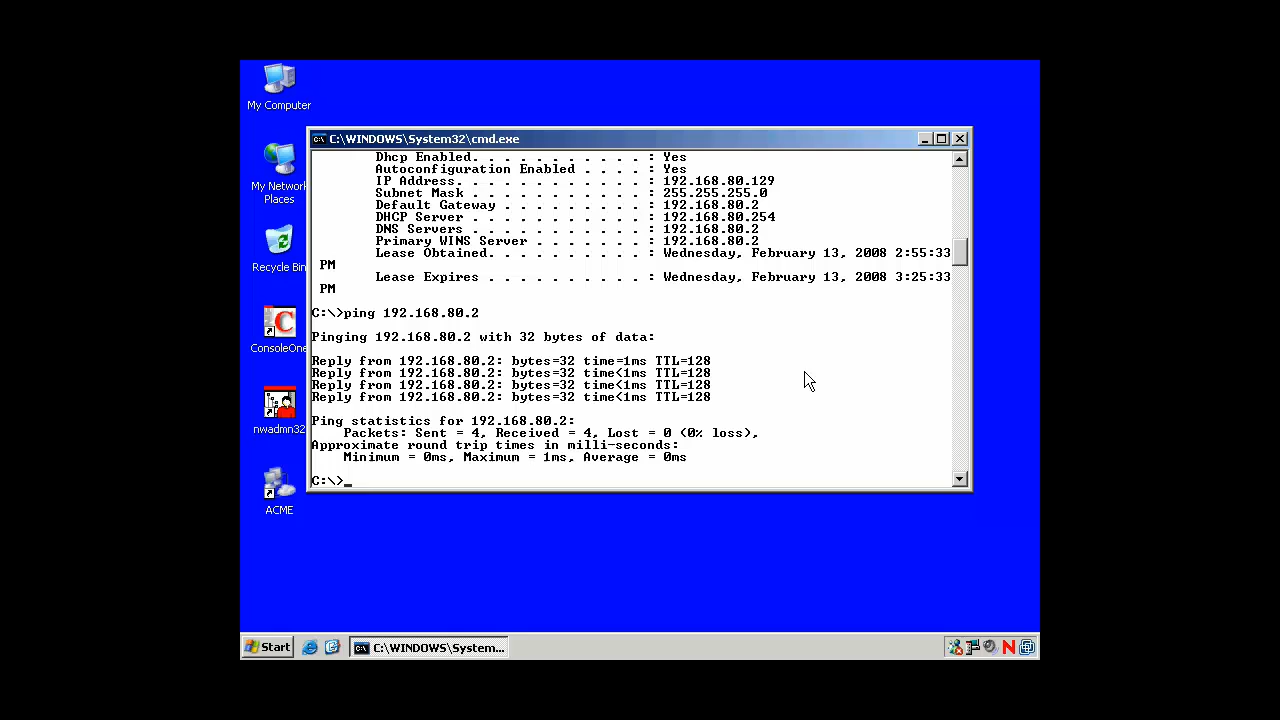 My Computer
My Network
Places
Recycle Bin
ConsoleOne
nwadmn32
ACME
C:\WINDOWS\System32\cmd.exe
Dhcp Enabled. . . . . . . . . . . : Yes
Autoconfiguration Enabled . . . . : Yes
IP Address. . . . . . . . . . . . : 192.168.80.129
Subnet Mask . . . . . . . . . . . : 255.255.255.0
Default Gateway . . . . . . . . . : 192.168.80.2
DHCP Server . . . . . . . . . . . : 192.168.80.254
DNS Servers . . . . . . . . . . . : 192.168.80.2
Primary WINS Server . . . . . . . : 192.168.80.2
Lease Obtained. . . . . . . . . . : Wednesday, February 13, 2008 2:55:33
PM
Lease Expires . . . . . . . . . . : Wednesday, February 13, 2008 3:25:33
PM
C:\>ping 192.168.80.2
Pinging 192.168.80.2 with 32 bytes of data:
Reply from 192.168.80.2: bytes=32 time=1ms TTL=128
Reply from 192.168.80.2: bytes=32 time<1ms TTL=128
Reply from 192.168.80.2: bytes=32 time<1ms TTL=128
Reply from 192.168.80.2: bytes=32 time<1ms TTL=128
Ping statistics for 192.168.80.2:
Packets: Sent = 4, Received = 4, Lost = 0 (0% loss),
Approximate round trip times in milli-seconds:
Minimum = 0ms, Maximum = 1ms, Average = 0ms
C:\>_
Start
C:\WINDOWS\System...
N